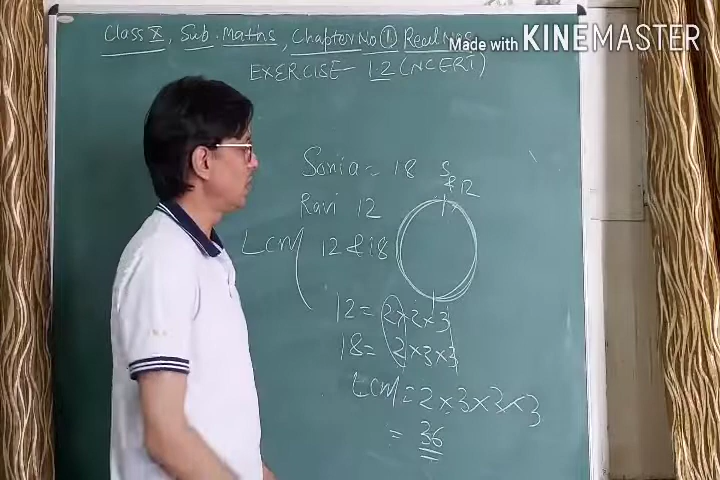 Class X, Sub. Maths, Chapter No ① Real Nos
Made with KINEMASTER
EXERCISE - 1.2 (NCERT)
Sonia = 18 S
& 12
Ravi 12
LCM 12 & 18
12 = 2 × 2 × 3
18 = 2 × 3 × 3
LCM = 2 × 3 × 3 × 3
= 36